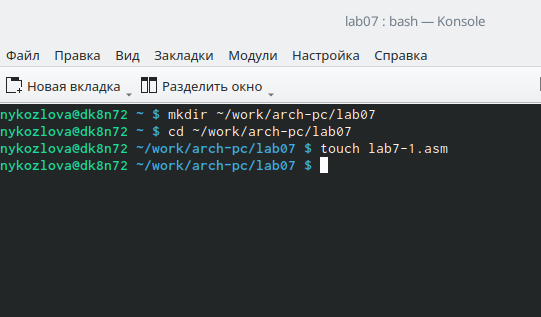 lab07 : bash — Konsole
Файл Правка Вид Закладки Модули Настройка Справка
Новая вкладка Разделить окно
nykozlova@dk8n72 ~ $ mkdir ~/work/arch-pc/lab07
nykozlova@dk8n72 ~ $ cd ~/work/arch-pc/lab07
nykozlova@dk8n72 ~/work/arch-pc/lab07 $ touch lab7-1.asm
nykozlova@dk8n72 ~/work/arch-pc/lab07 $